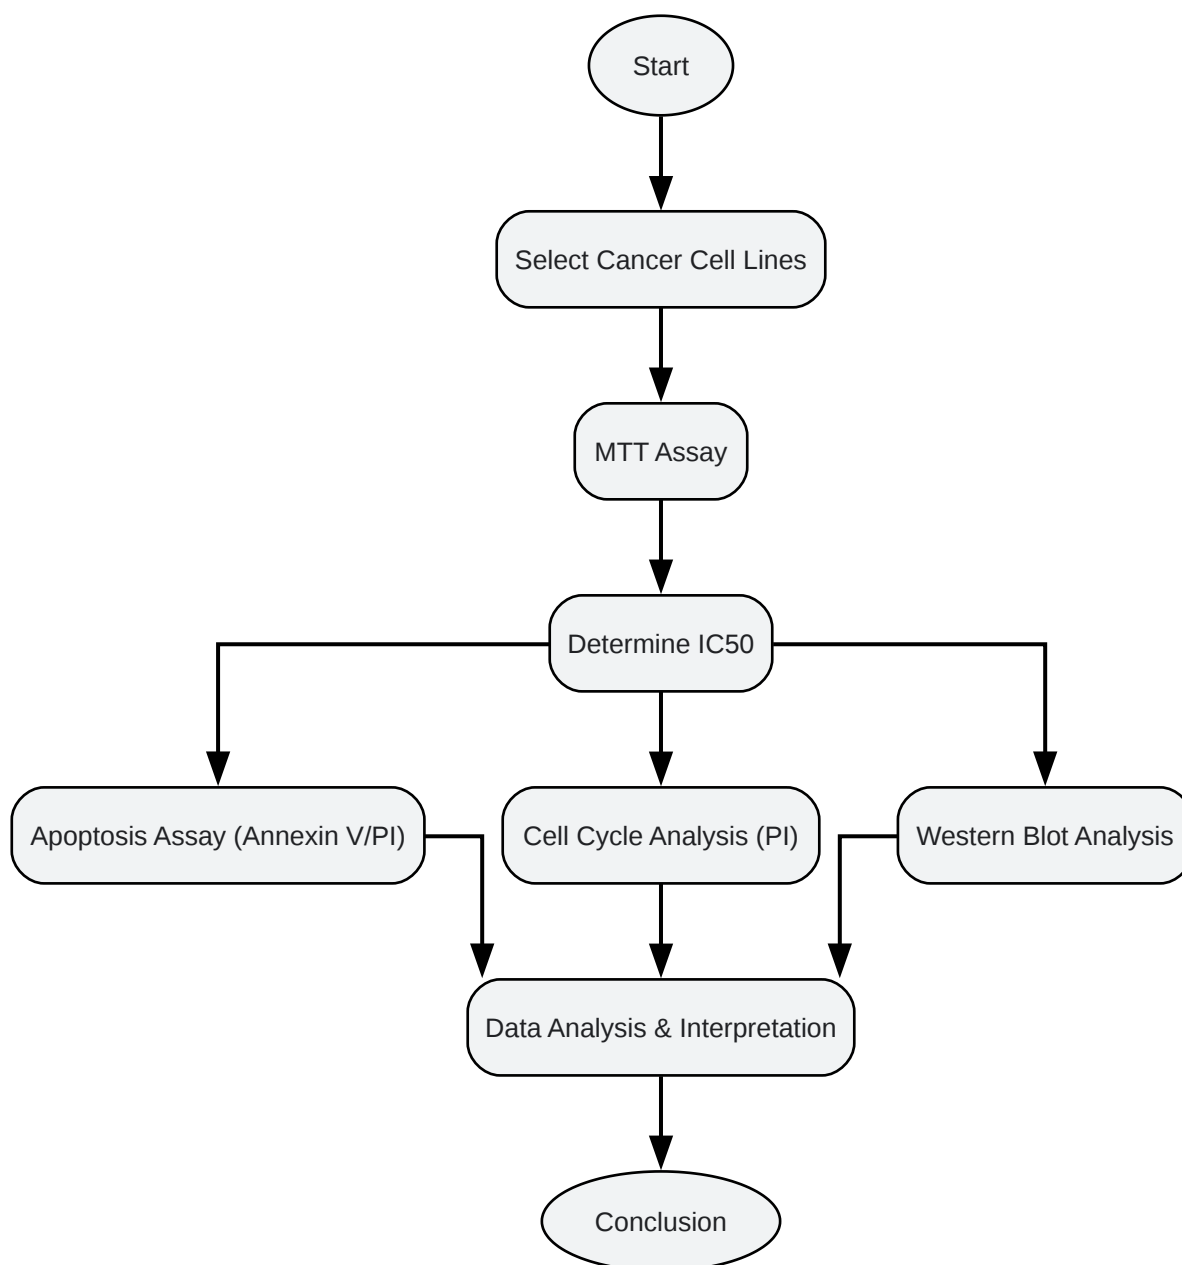 Start
Select Cancer Cell Lines
MTT Assay
Determine IC50
Apoptosis Assay (Annexin V/PI)
Cell Cycle Analysis (PI)
Western Blot Analysis
Data Analysis & Interpretation
Conclusion